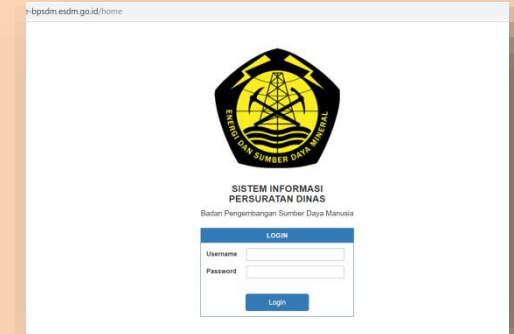 e-bpsdm.esdm.go.id/home
ENERGI DAN SUMBER DAYA MINERAL
SISTEM INFORMASI
PERSURATAN DINAS
Badan Pengembangan Sumber Daya Manusia
LOGIN
Username
Password
Login